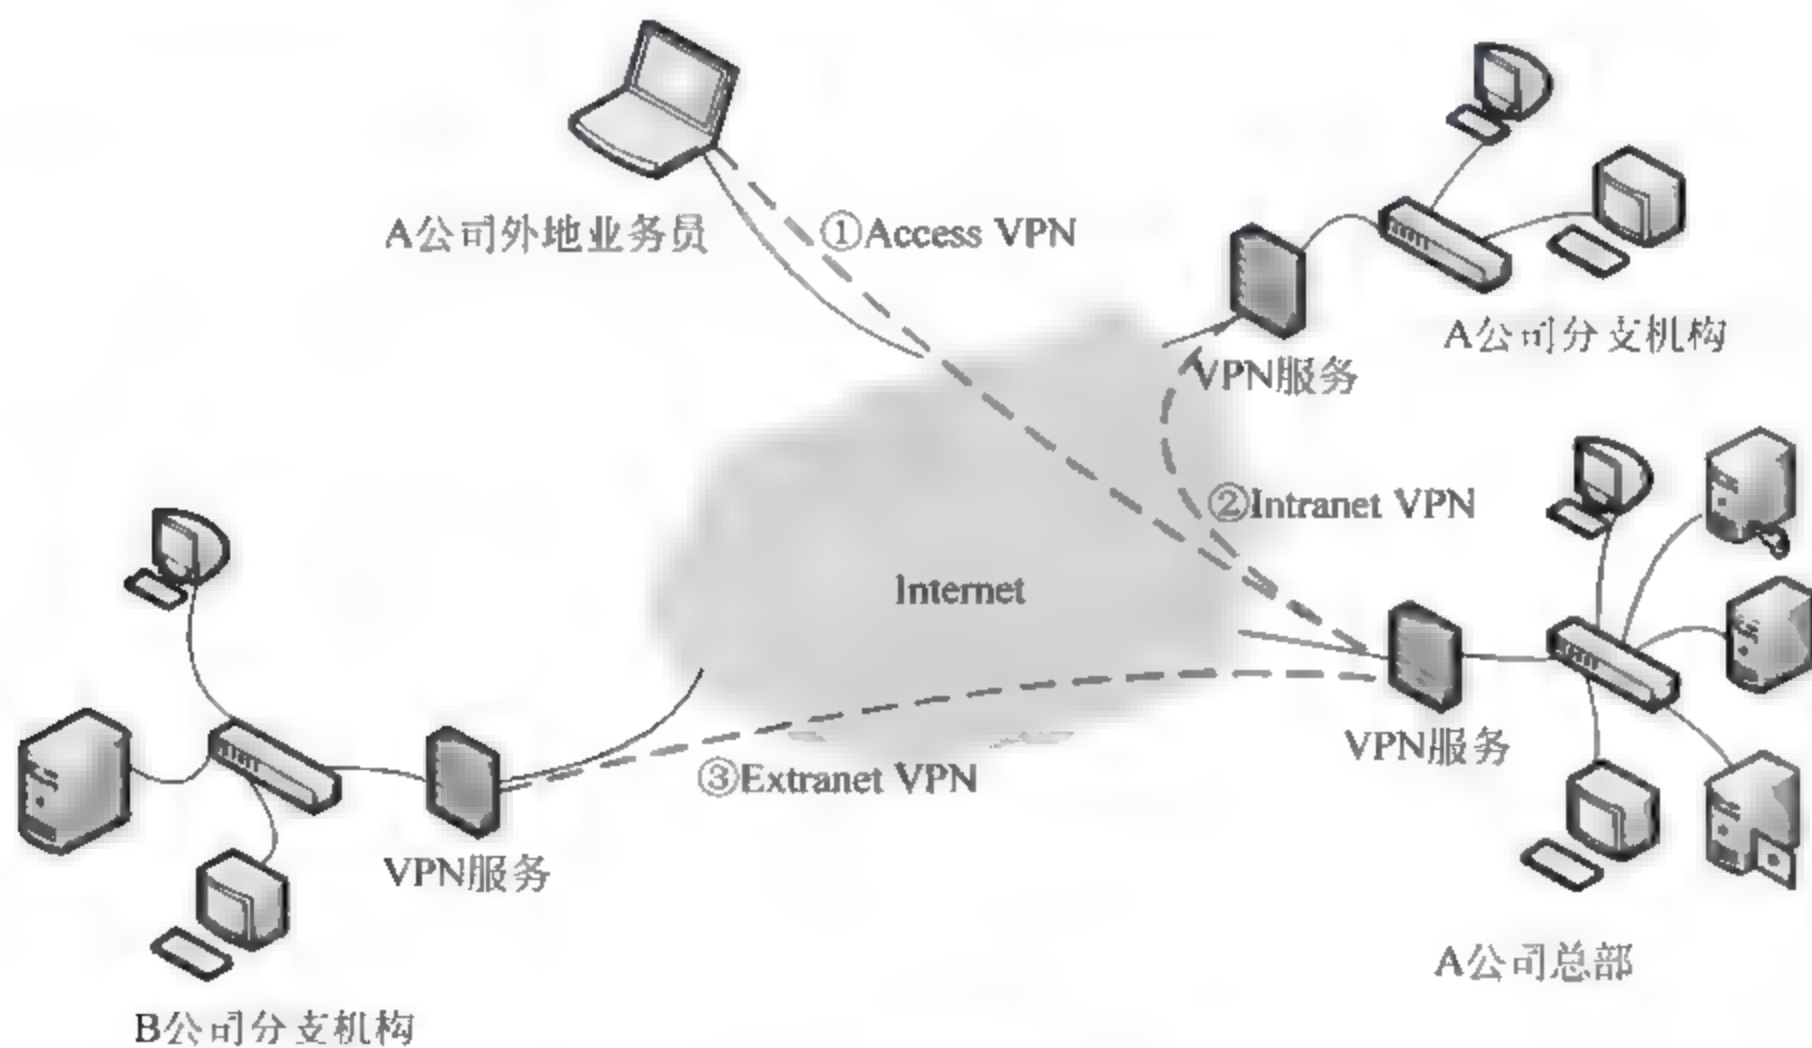 A公司外地业务员
①Access VPN
A公司分支机构
VPN服务
②Intranet VPN
Internet
VPN服务
③Extranet VPN
VPN服务
A公司总部
B公司分支机构